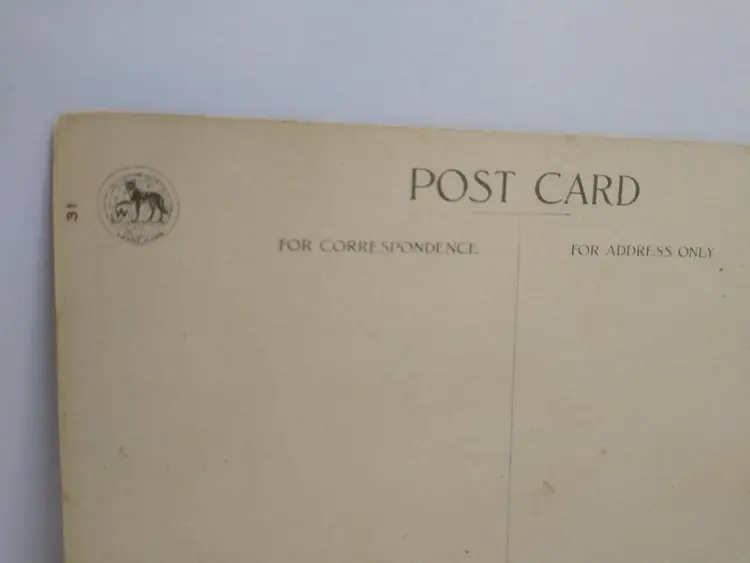 POST CARD
31
W
FOR CORRESPONDENCE
FOR ADDRESS ONLY